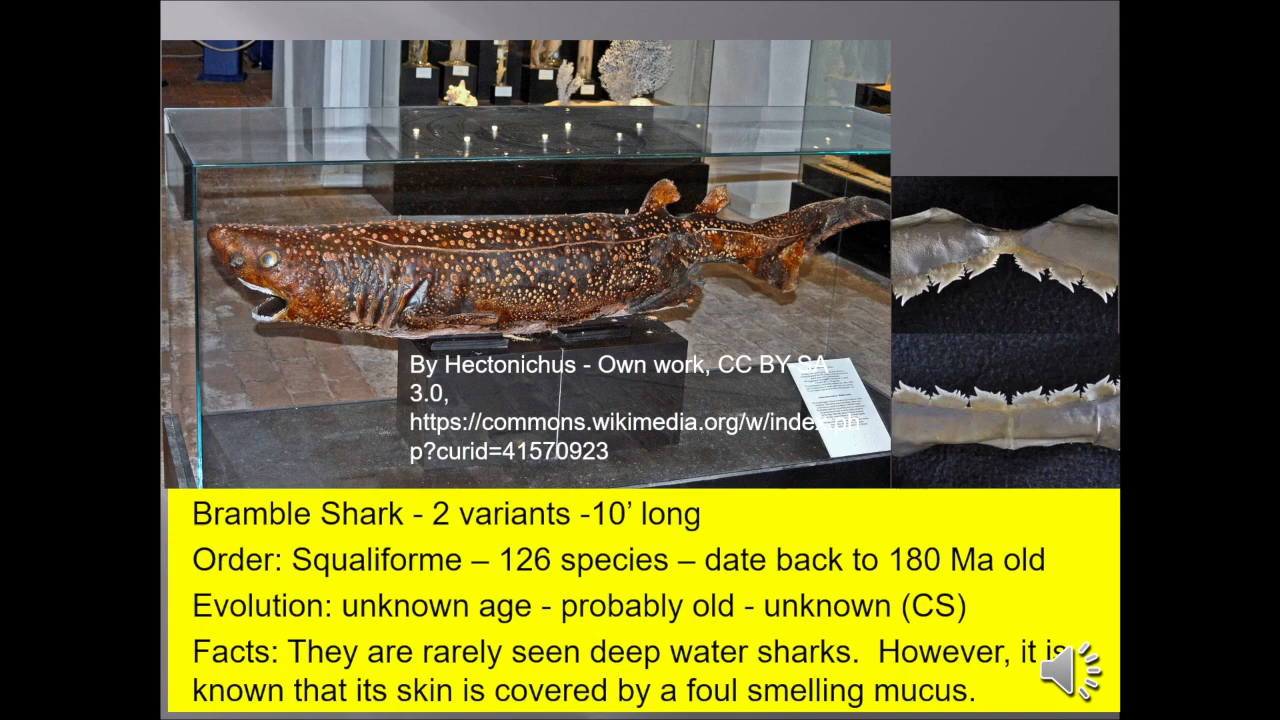 By Hectonichus - Own work, CC BY-SA
3.0,
https://commons.wikimedia.org/w/index.ph
p?curid=41570923
Bramble Shark - 2 variants -10’ long
Order: Squaliforme – 126 species – date back to 180 Ma old
Evolution: unknown age - probably old - unknown (CS)
Facts: They are rarely seen deep water sharks.  However, it is
known that its skin is covered by a foul smelling mucus.